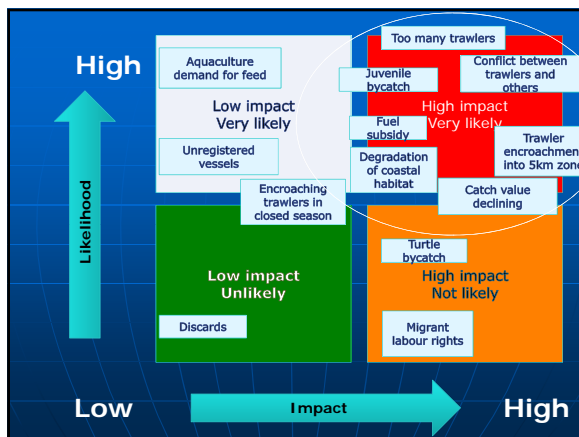 Too many trawlers
High
Aquaculture
demand for feed
Conflict between
trawlers and
others
Juvenile
bycatch
Low impact
Very likely
High impact
Very likely
Fuel
subsidy
Unregistered
vessels
Degradation
of coastal
habitat
Trawler
encroachmen
into 5km zone
Encroaching
trawlers in
closed season
Catch value
declining
Likelihood
Turtle
bycatch
Low impact
Unlikely
High impact
Not likely
Discards
Migrant
labour rights
Low
Impact
High